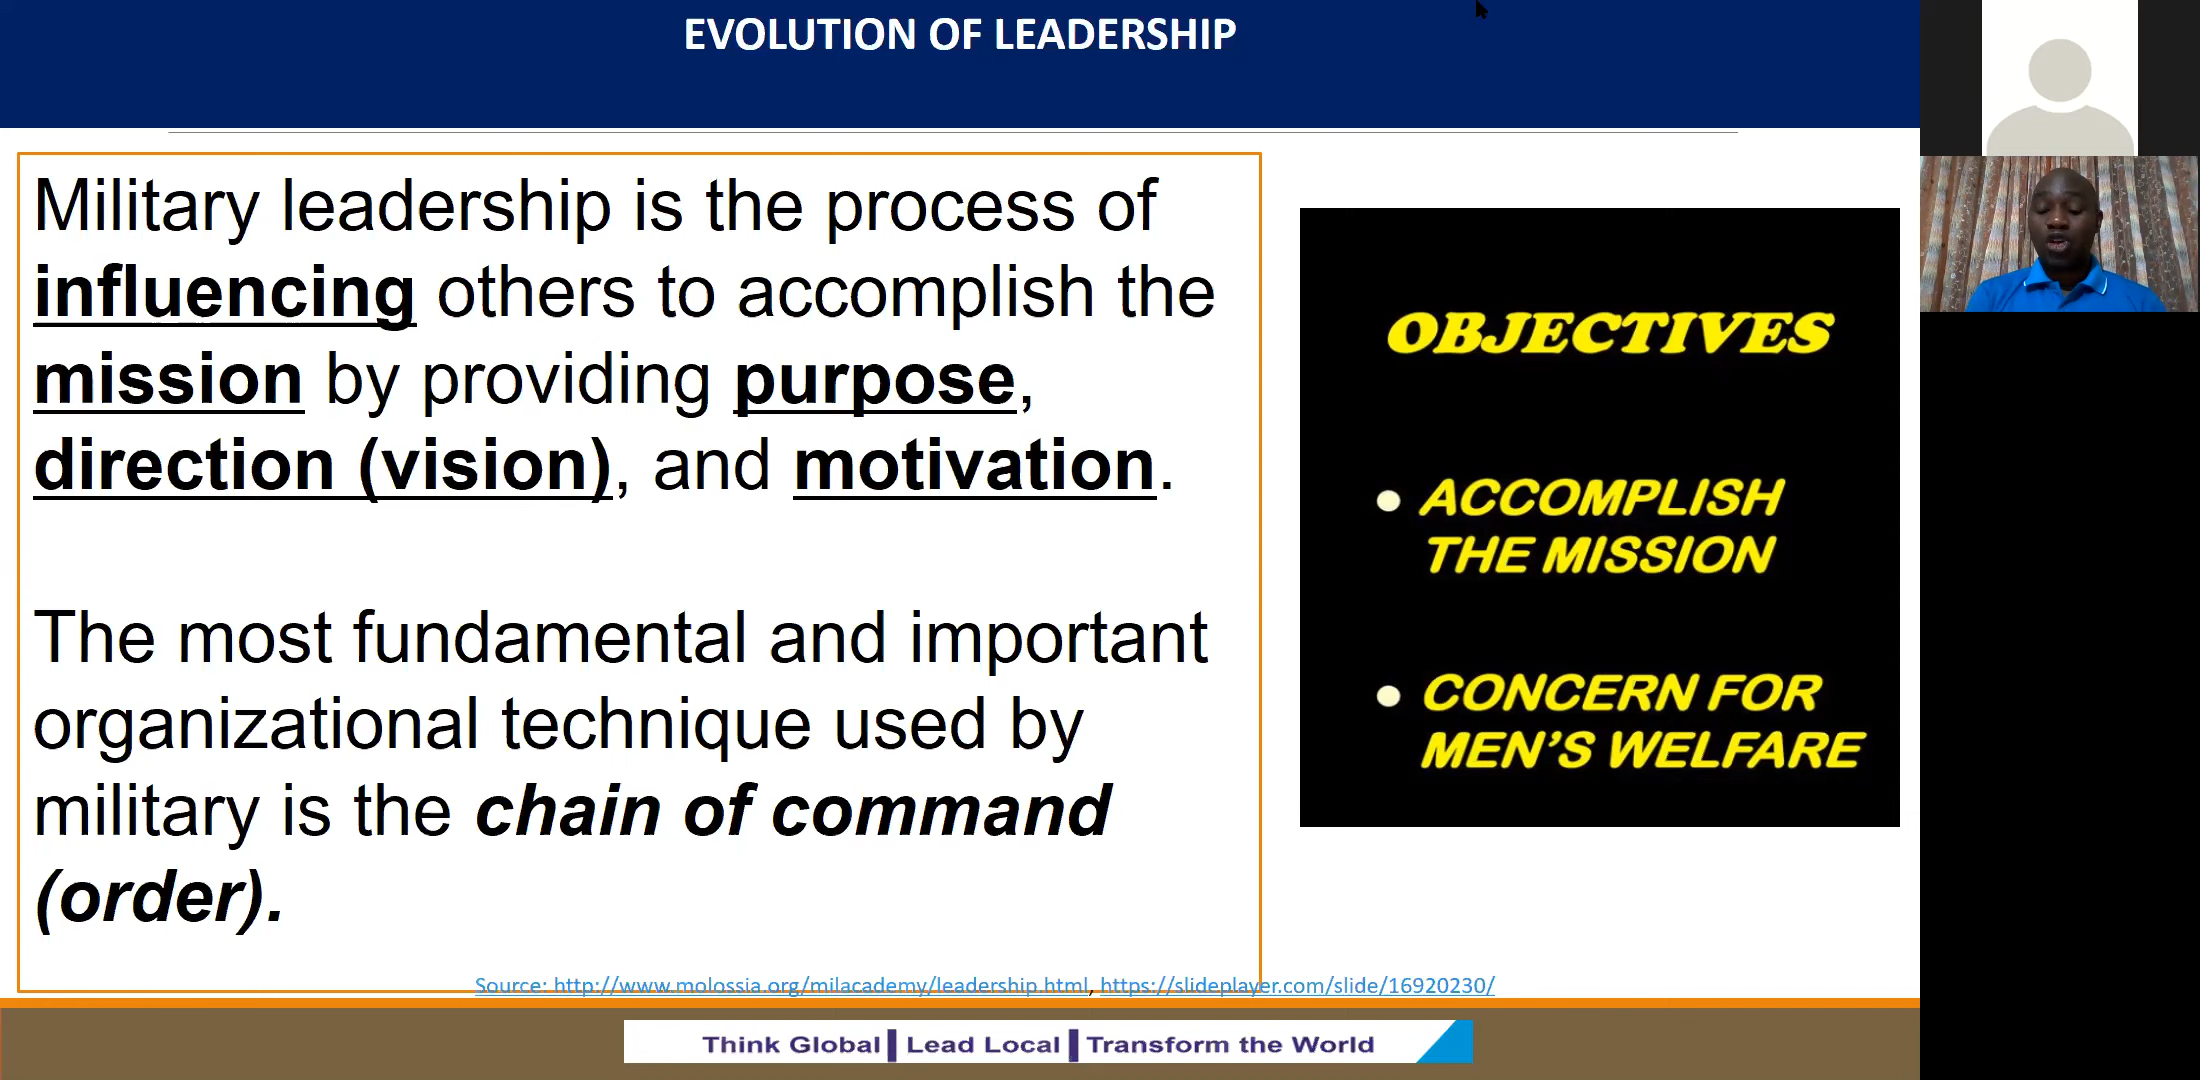 EVOLUTION OF LEADERSHIP
Military leadership is the process of
influencing others to accomplish the
mission by providing purpose,
direction (vision), and motivation.
The most fundamental and important
organizational technique used by
military is the chain of command
(order).
OBJECTIVES
• ACCOMPLISH
THE MISSION
• CONCERN FOR
MEN'S WELFARE
Source: http://www.molossia.org/milacademy/leadership.html, https://slideplayer.com/slide/16920230/
Think Global | Lead Local | Transform the World